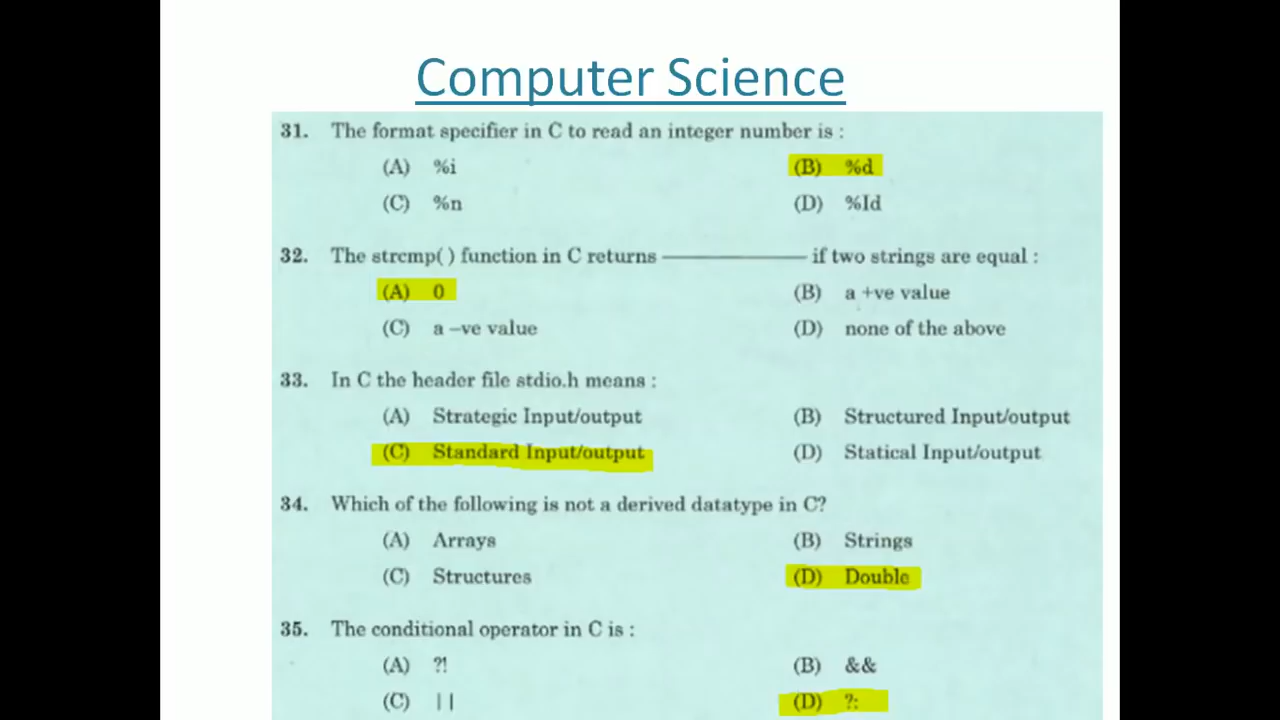 Computer Science
31. The format specifier in C to read an integer number is :
(A) %i (B) %d
(C) %n (D) %Id
32. The strcmp( ) function in C returns ———————— if two strings are equal :
(A) 0 (B) a +ve value
(C) a –ve value (D) none of the above
33. In C the header file stdio.h means :
(A) Strategic Input/output (B) Structured Input/output
(C) Standard Input/output (D) Statical Input/output
34. Which of the following is not a derived datatype in C?
(A) Arrays (B) Strings
(C) Structures (D) Double
35. The conditional operator in C is :
(A) ?! (B) &&
(C) || (D) ?: